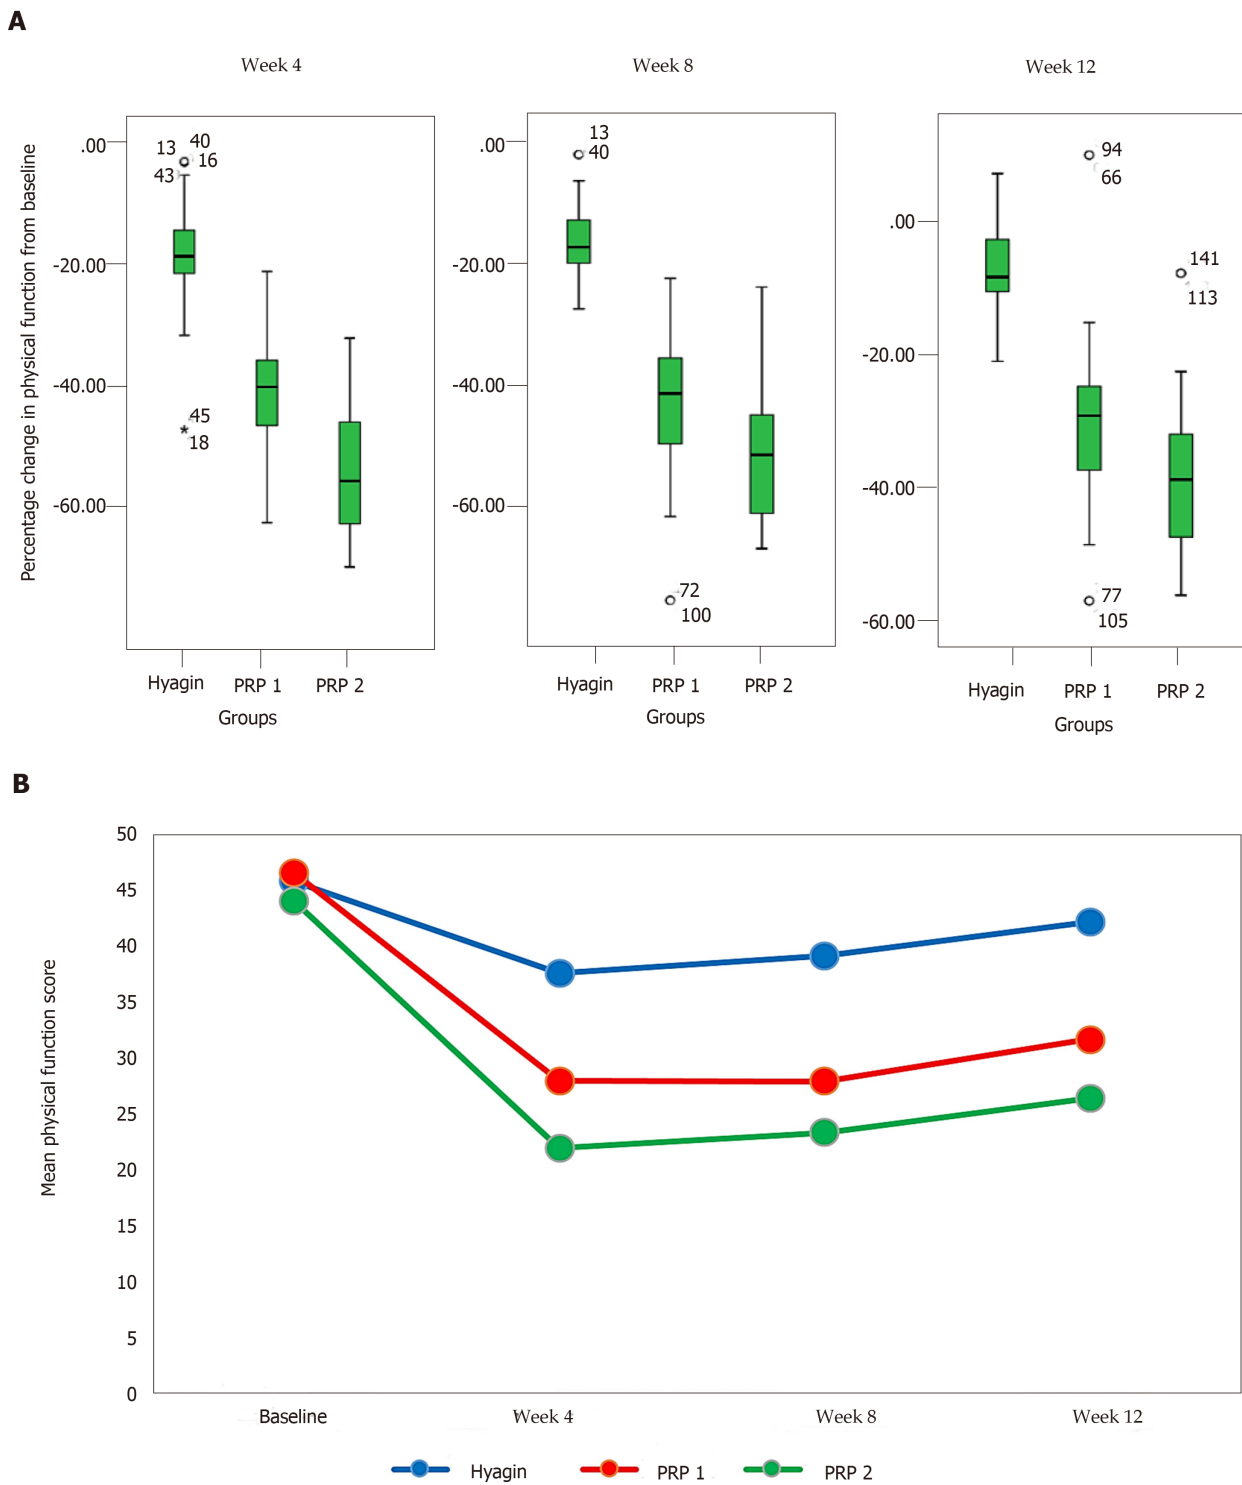 A
Week 4
Week 8
Week 12
Percentage change in physical function from baseline
.00
-20.00
-40.00
-60.00
13 40
16
43
45
18
Hyagin PRP 1 PRP 2
Groups
.00
-20.00
-40.00
-60.00
13
40
72
100
Hyagin PRP 1 PRP 2
Groups
.00
-20.00
-40.00
-60.00
94
66
141
113
77
105
Hyagin PRP 1 PRP 2
Groups
B
Mean physical function score
50
45
40
35
30
25
20
15
10
5
0
Baseline Week 4 Week 8 Week 12
Hyagin PRP 1 PRP 2